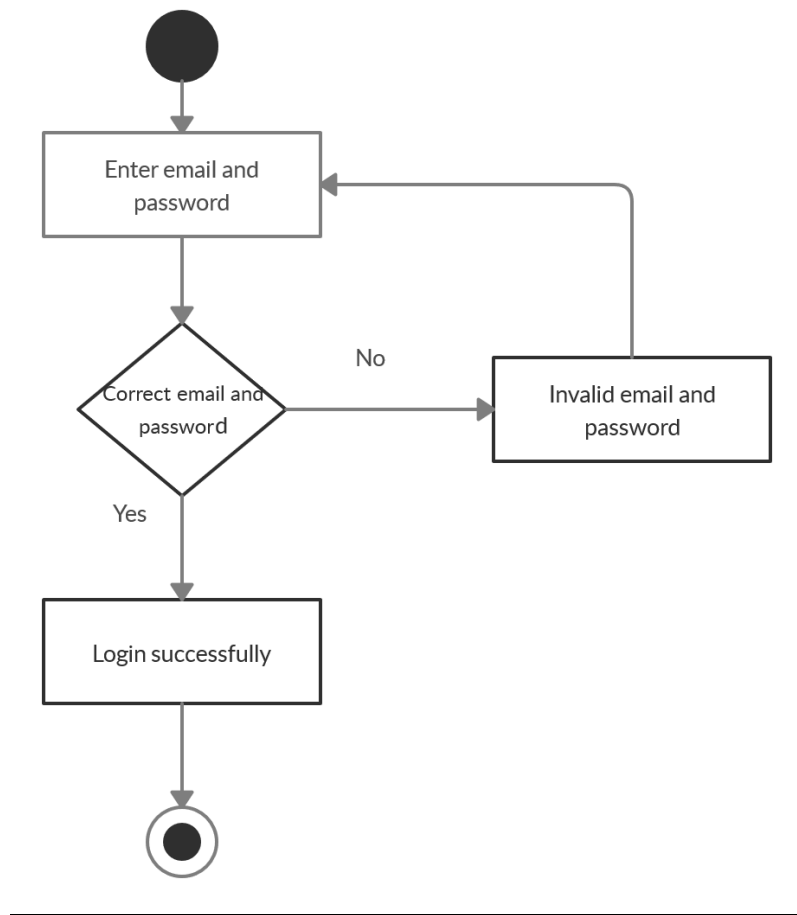 Enter email and
password
Correct email and
password
No
Invalid email and
password
Yes
Login successfully